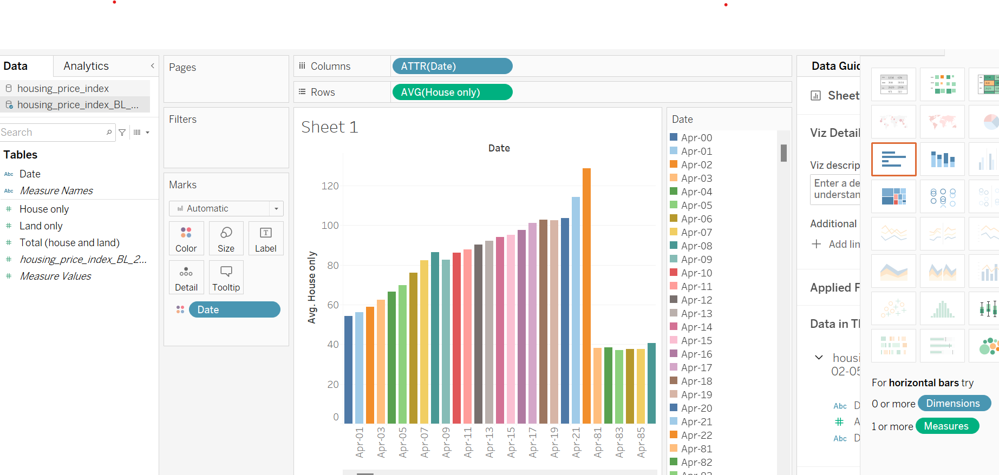 Data
Analytics
housing_price_index
housing_price_index_BL_...
Search
Tables
Abc Date
Abc Measure Names
House only
Land only
Total (house and land)
housing_price_index_BL_2...
Measure Values
Pages
Filters
Marks
Automatic
Color
Size
Label
Detail
Tooltip
Date
Columns
ATTR(Date)
Rows
AVG(House only)
Sheet 1
Date
Avg. House only
120
100
80
60
40
20
0
Apr-01
Apr-03
Apr-05
Apr-07
Apr-09
Apr-11
Apr-13
Apr-15
Apr-17
Apr-19
Apr-21
Apr-81
Apr-83
Apr-85
Date
Apr-00
Apr-01
Apr-02
Apr-03
Apr-04
Apr-05
Apr-06
Apr-07
Apr-08
Apr-09
Apr-10
Apr-11
Apr-12
Apr-13
Apr-14
Apr-15
Apr-16
Apr-17
Apr-18
Apr-19
Apr-20
Apr-21
Apr-22
Apr-81
Apr-82
Apr-83
Data Guid
Sheet
Viz Detail
Viz descrip
Enter a de
understan
Additional
Add lin
Applied F
Data in Th
housi
02-05
Abc D
A
Abc D
For horizontal bars try
0 or more Dimensions
1 or more Measures